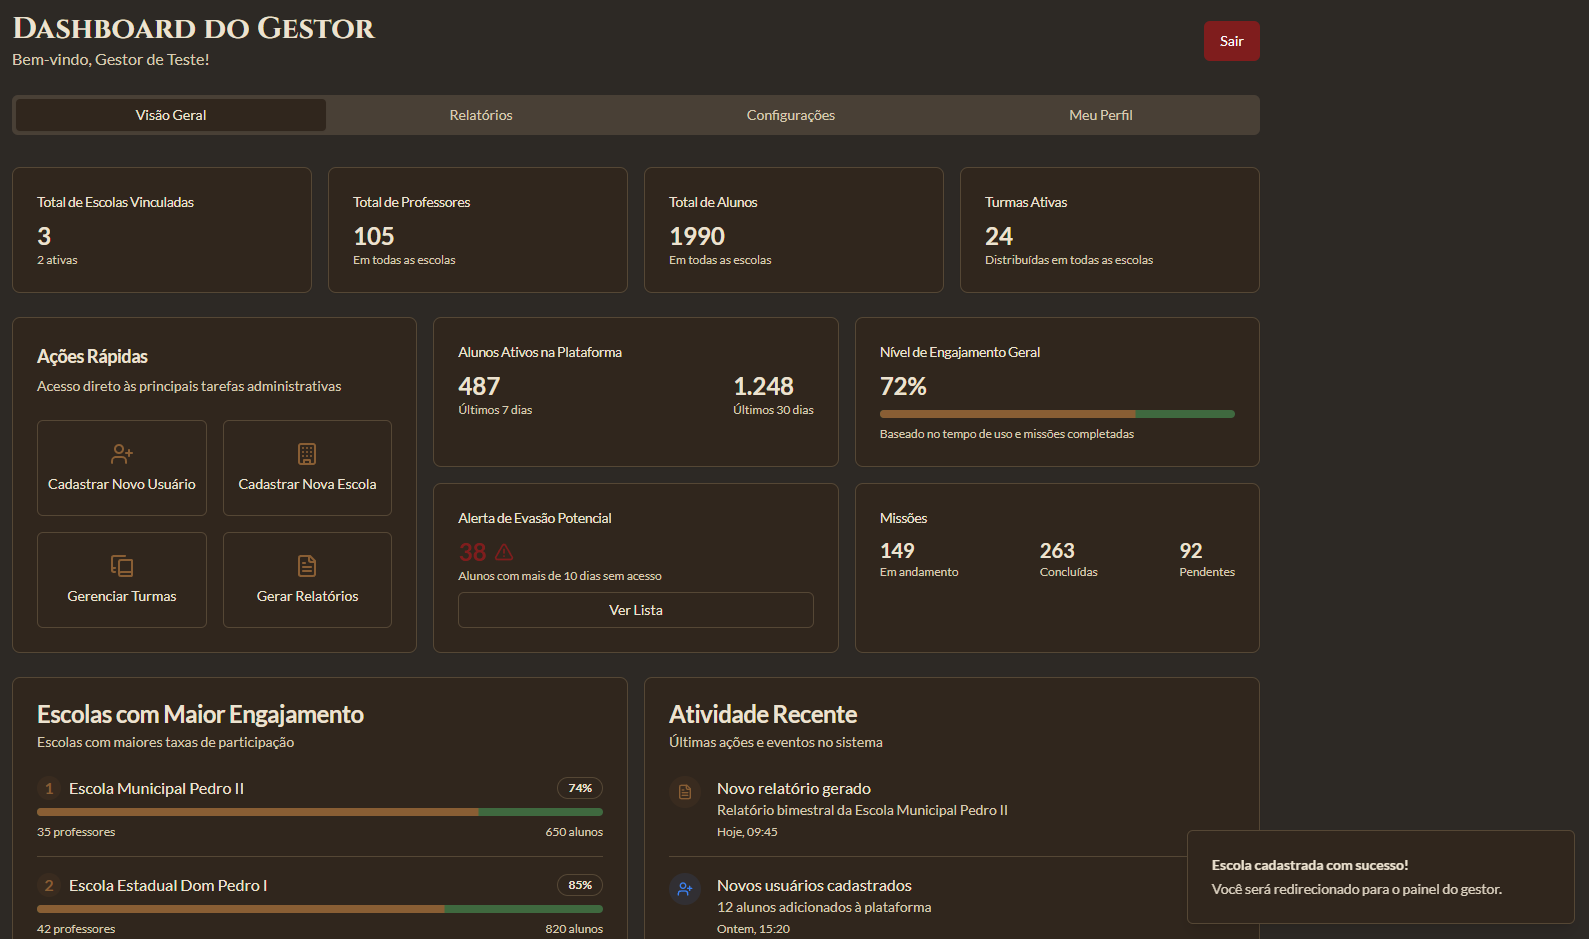 Dashboard do Gestor
Bem-vindo, Gestor de Teste!
Sair
Visão Geral
Relatórios
Configurações
Meu Perfil
Total de Escolas Vinculadas
3
2 ativas
Total de Professores
105
Em todas as escolas
Total de Alunos
1990
Em todas as escolas
Turmas Ativas
24
Distribuídas em todas as escolas
Ações Rápidas
Acesso direto às principais tarefas administrativas
Cadastrar Novo Usuário
Cadastrar Nova Escola
Gerenciar Turmas
Gerar Relatórios
Alunos Ativos na Plataforma
487
Últimos 7 dias
1.248
Últimos 30 dias
Nível de Engajamento Geral
72%
Baseado no tempo de uso e missões completadas
Alerta de Evasão Potencial
38
Alunos com mais de 10 dias sem acesso
Ver Lista
Missões
149
Em andamento
263
Concluídas
92
Pendentes
Escolas com Maior Engajamento
Escolas com maiores taxas de participação
1 Escola Municipal Pedro II 74%
35 professores 650 alunos
2 Escola Estadual Dom Pedro I 85%
42 professores 820 alunos
Atividade Recente
Últimas ações e eventos no sistema
Novo relatório gerado
Relatório bimestral da Escola Municipal Pedro II
Hoje, 09:45
Novos usuários cadastrados
12 alunos adicionados à plataforma
Ontem, 15:20
Escola cadastrada com sucesso!
Você será redirecionado para o painel do gestor.